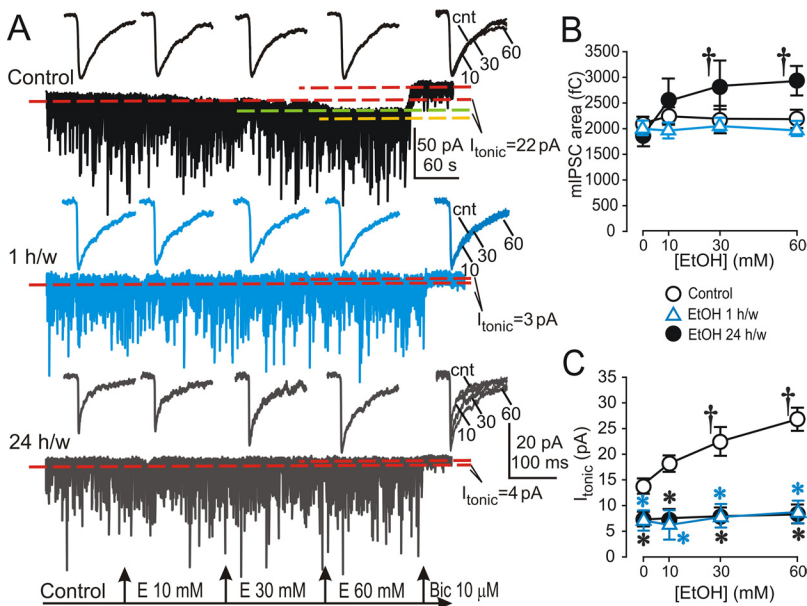 A
cnt
30
60
10
Control
50 pA
60 s
Itonic=22 pA
cnt
60
30
10
1 h/w
Itonic=3 pA
cnt
60
30
10
24 h/w
20 pA
100 ms
Itonic=4 pA
Control
E 10 mM
E 30 mM
E 60 mM
Bic 10 µM
B
mIPSC area (fC)
3500
3000
2500
2000
1500
1000
500
0
† †
0 10 30 60
[EtOH] (mM)
Control
EtOH 1 h/w
EtOH 24 h/w
C
Itonic (pA)
35
30
25
20
15
10
5
0
† †
* * * *
* * * *
0 10 30 60
[EtOH] (mM)